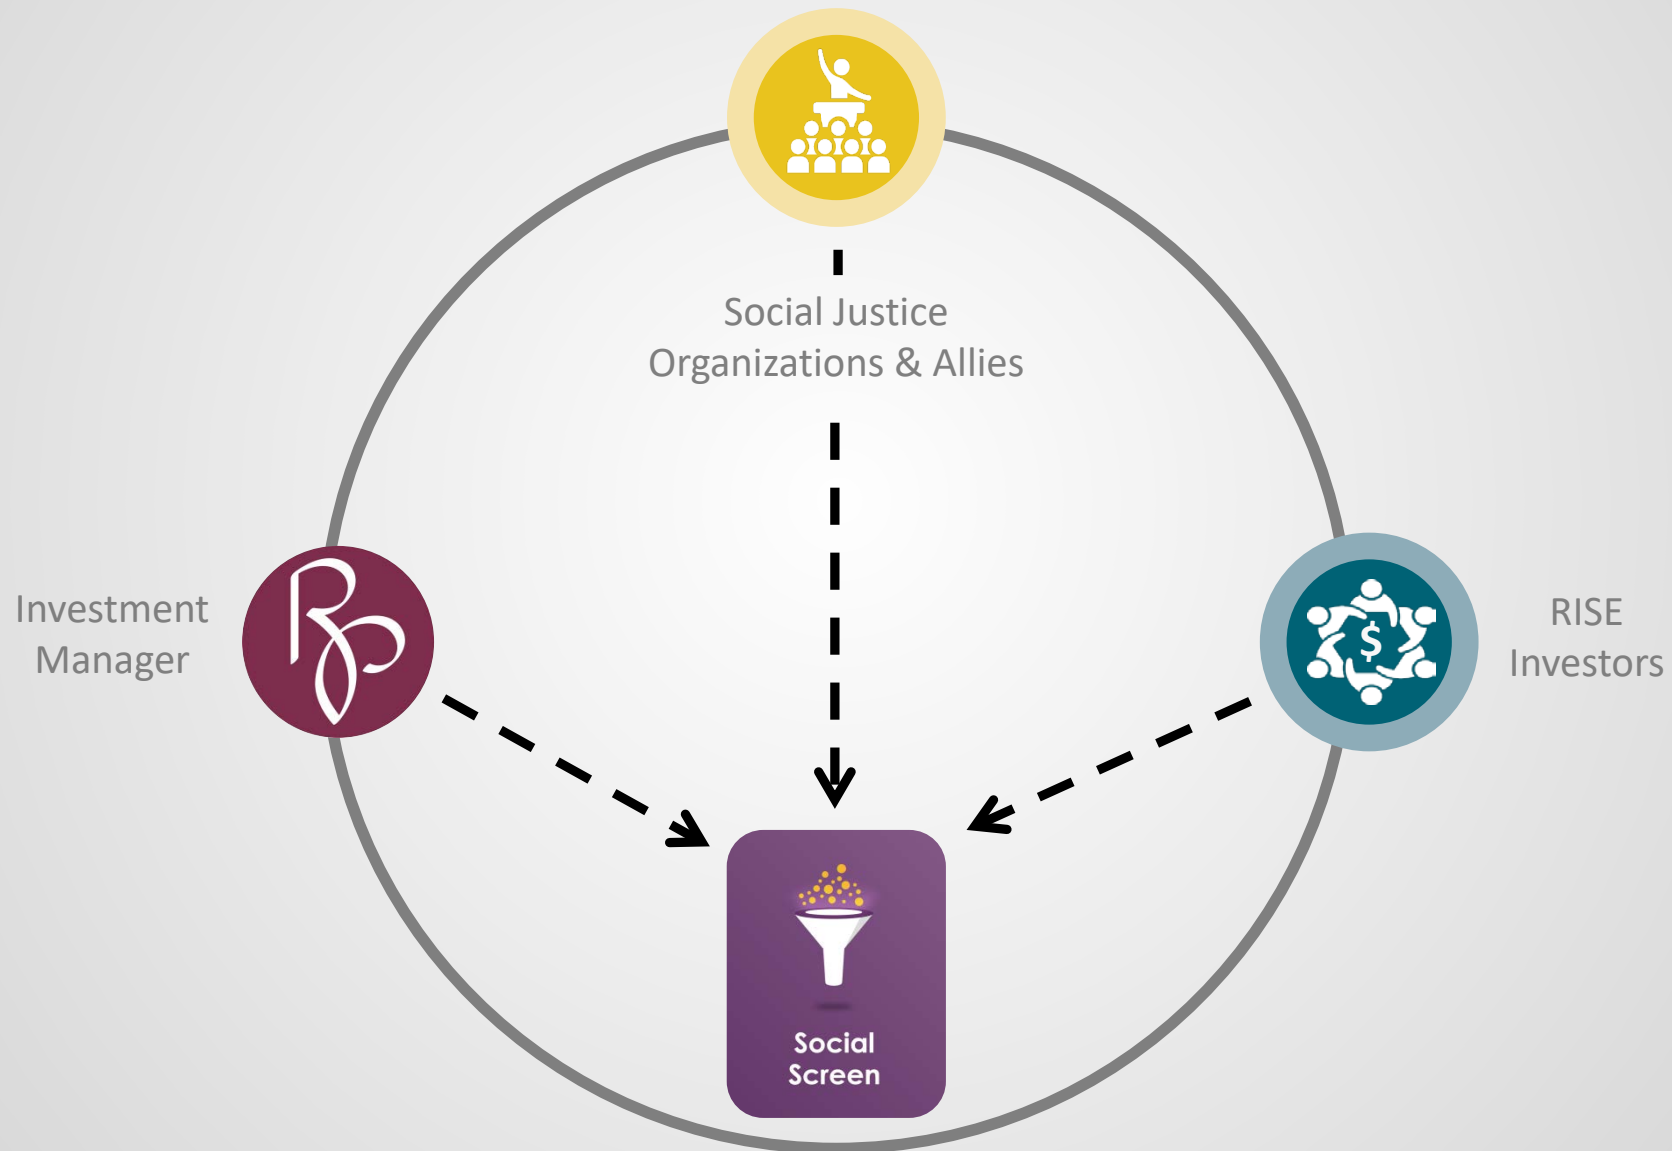 Social Justice
Organizations & Allies
Investment
Manager
$
RISE
Investors
Social
Screen